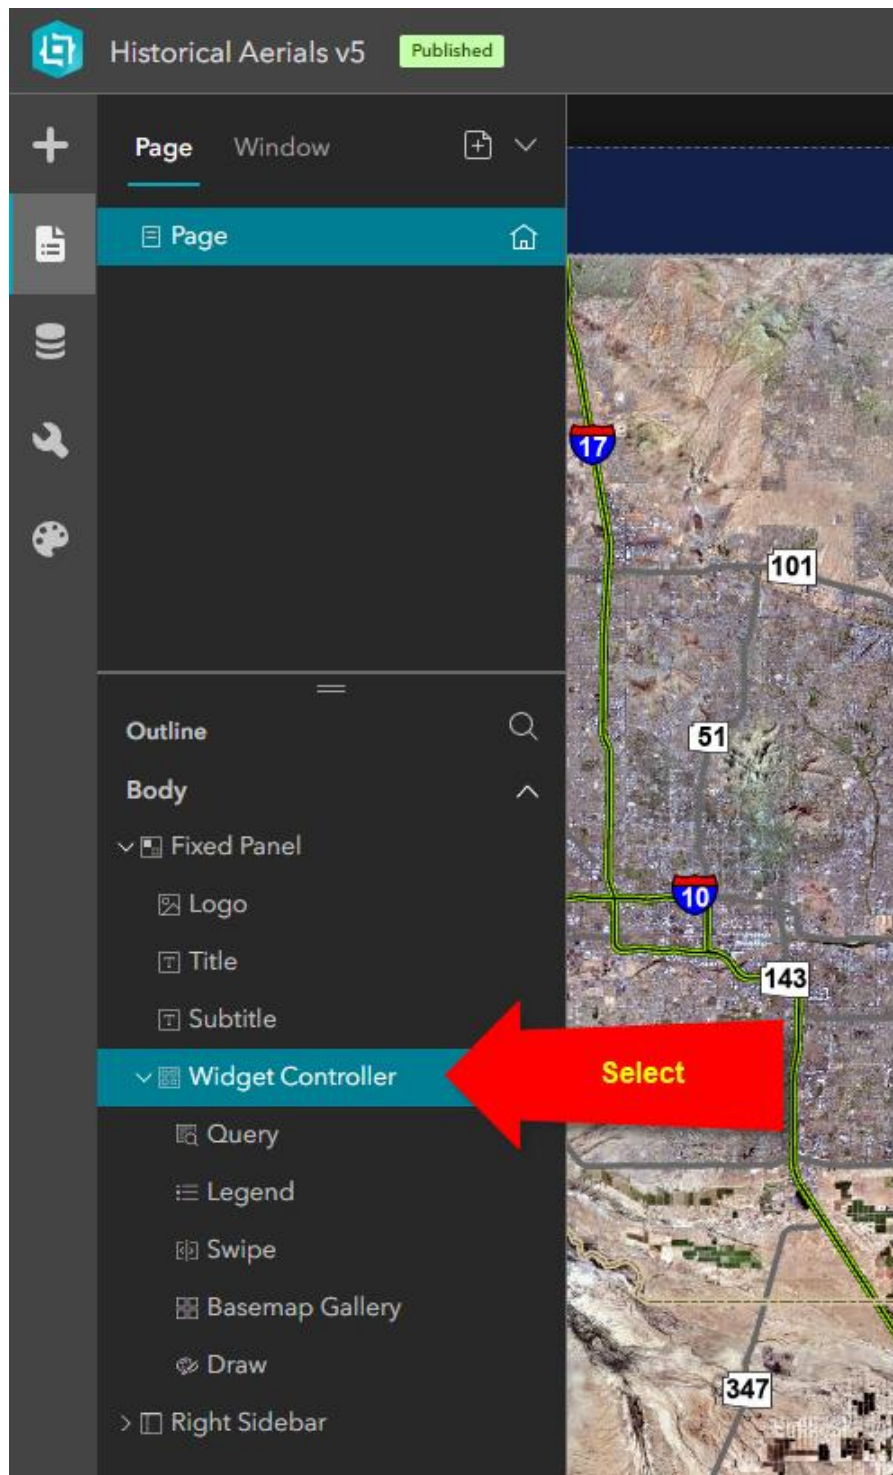 Historical Aerials v5 Published
Page Window
Page
17
101
Outline
51
Body
Fixed Panel
Logo
10
Title
143
Subtitle
Widget Controller Select
Query
Legend
Swipe
Basemap Gallery
Draw
347
Right Sidebar